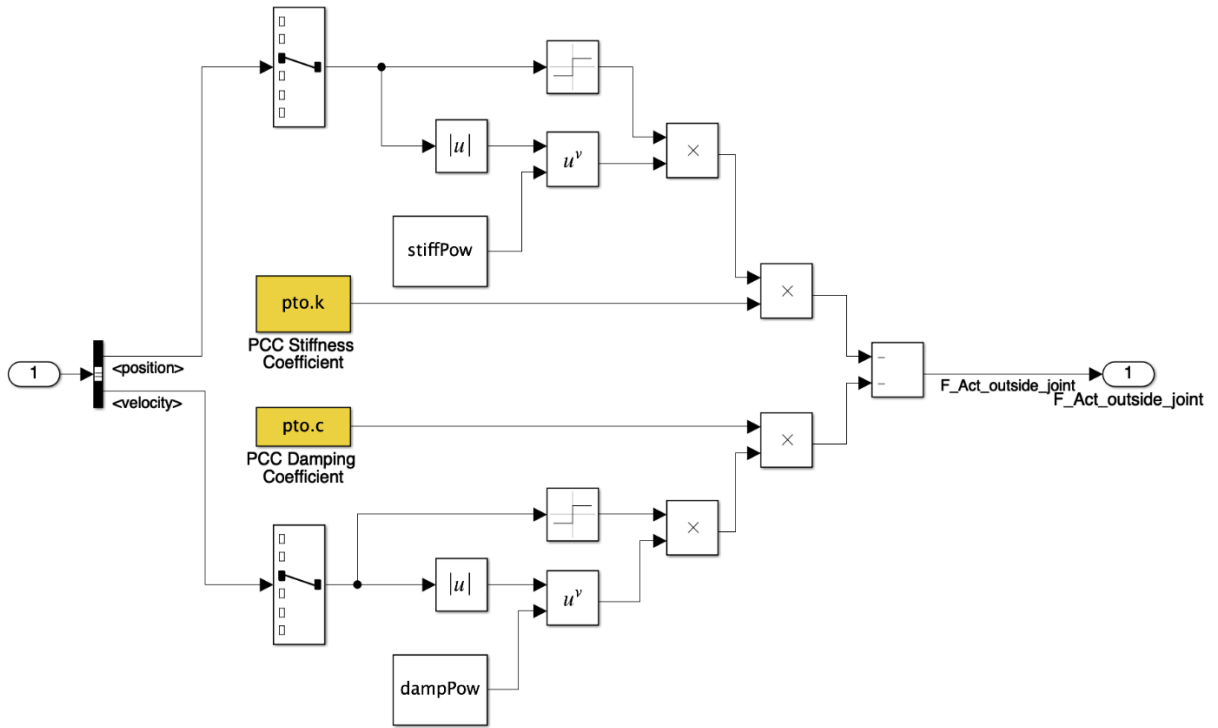 |u|
u^v
×
stiffPow
pto.k
×
PCC Stiffness
Coefficient
1
<position>
<velocity>
−
−
F_Act_outside_joint
1
F_Act_outside_joint
pto.c
×
PCC Damping
Coefficient
×
|u|
u^v
dampPow